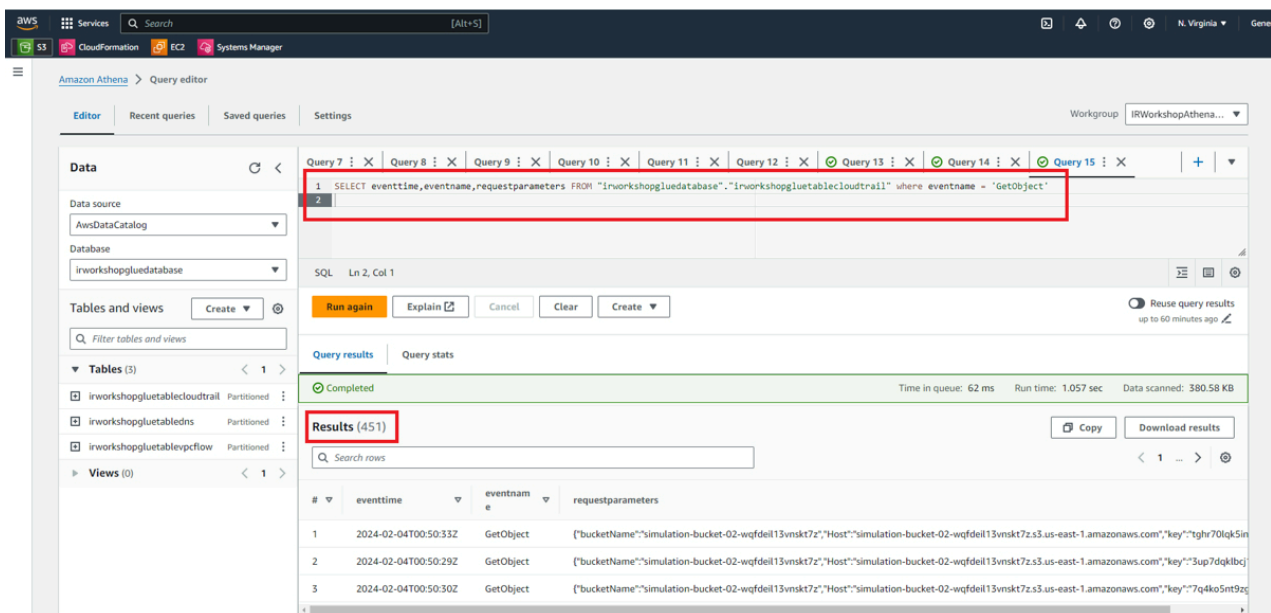 aws Services Search [Alt+S] N. Virginia ▼ Gene
S3 CloudFormation EC2 Systems Manager
Amazon Athena > Query editor
Editor Recent queries Saved queries Settings Workgroup IRWorkshopAthena... ▼
Data
Query 7 Query 8 Query 9 Query 10 Query 11 Query 12 Query 13 Query 14 Query 15
1 SELECT eventtime,eventname,requestparameters FROM "irworkshopgluedatabase"."irworkshopgluetablecloudtrail" where eventname = 'GetObject'
2
Data source
AwsDataCatalog
Database
irworkshopgluedatabase
SQL Ln 2, Col 1
Tables and views Create ▼
Filter tables and views
Tables (3) < 1 >
irworkshopgluetablecloudtrail Partitioned
irworkshopgluetabledns Partitioned
irworkshopgluetablevpcflow Partitioned
Views (0) < 1 >
Run again Explain Cancel Clear Create ▼
Reuse query results
up to 60 minutes ago
Query results Query stats
Completed Time in queue: 62 ms Run time: 1.057 sec Data scanned: 380.58 KB
Results (451) Copy Download results
Search rows < 1 ... >
# eventtime eventnam
e requestparameters
1 2024-02-04T00:50:33Z GetObject {"bucketName":"simulation-bucket-02-wqfdeil13vnskt7z","Host":"simulation-bucket-02-wqfdeil13vnskt7z.s3.us-east-1.amazonaws.com","key":"tghr70lqk5in
2 2024-02-04T00:50:29Z GetObject {"bucketName":"simulation-bucket-02-wqfdeil13vnskt7z","Host":"simulation-bucket-02-wqfdeil13vnskt7z.s3.us-east-1.amazonaws.com","key":"3up7dqklbcj
3 2024-02-04T00:50:30Z GetObject {"bucketName":"simulation-bucket-02-wqfdeil13vnskt7z","Host":"simulation-bucket-02-wqfdeil13vnskt7z.s3.us-east-1.amazonaws.com","key":"7q4ko5nt9zg